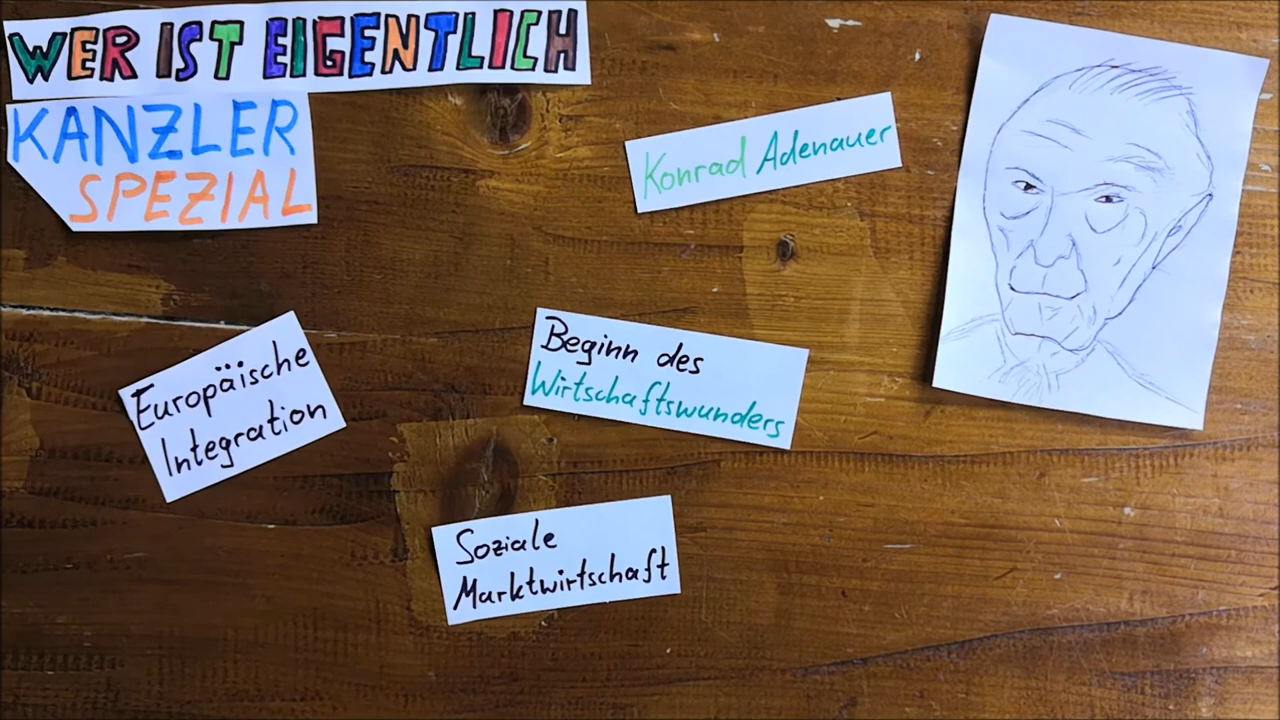 WER IST EIGENTLICH
KANZLER
SPEZIAL
Konrad Adenauer
Europäische
Integration
Beginn des
Wirtschaftswunders
Soziale
Marktwirtschaft